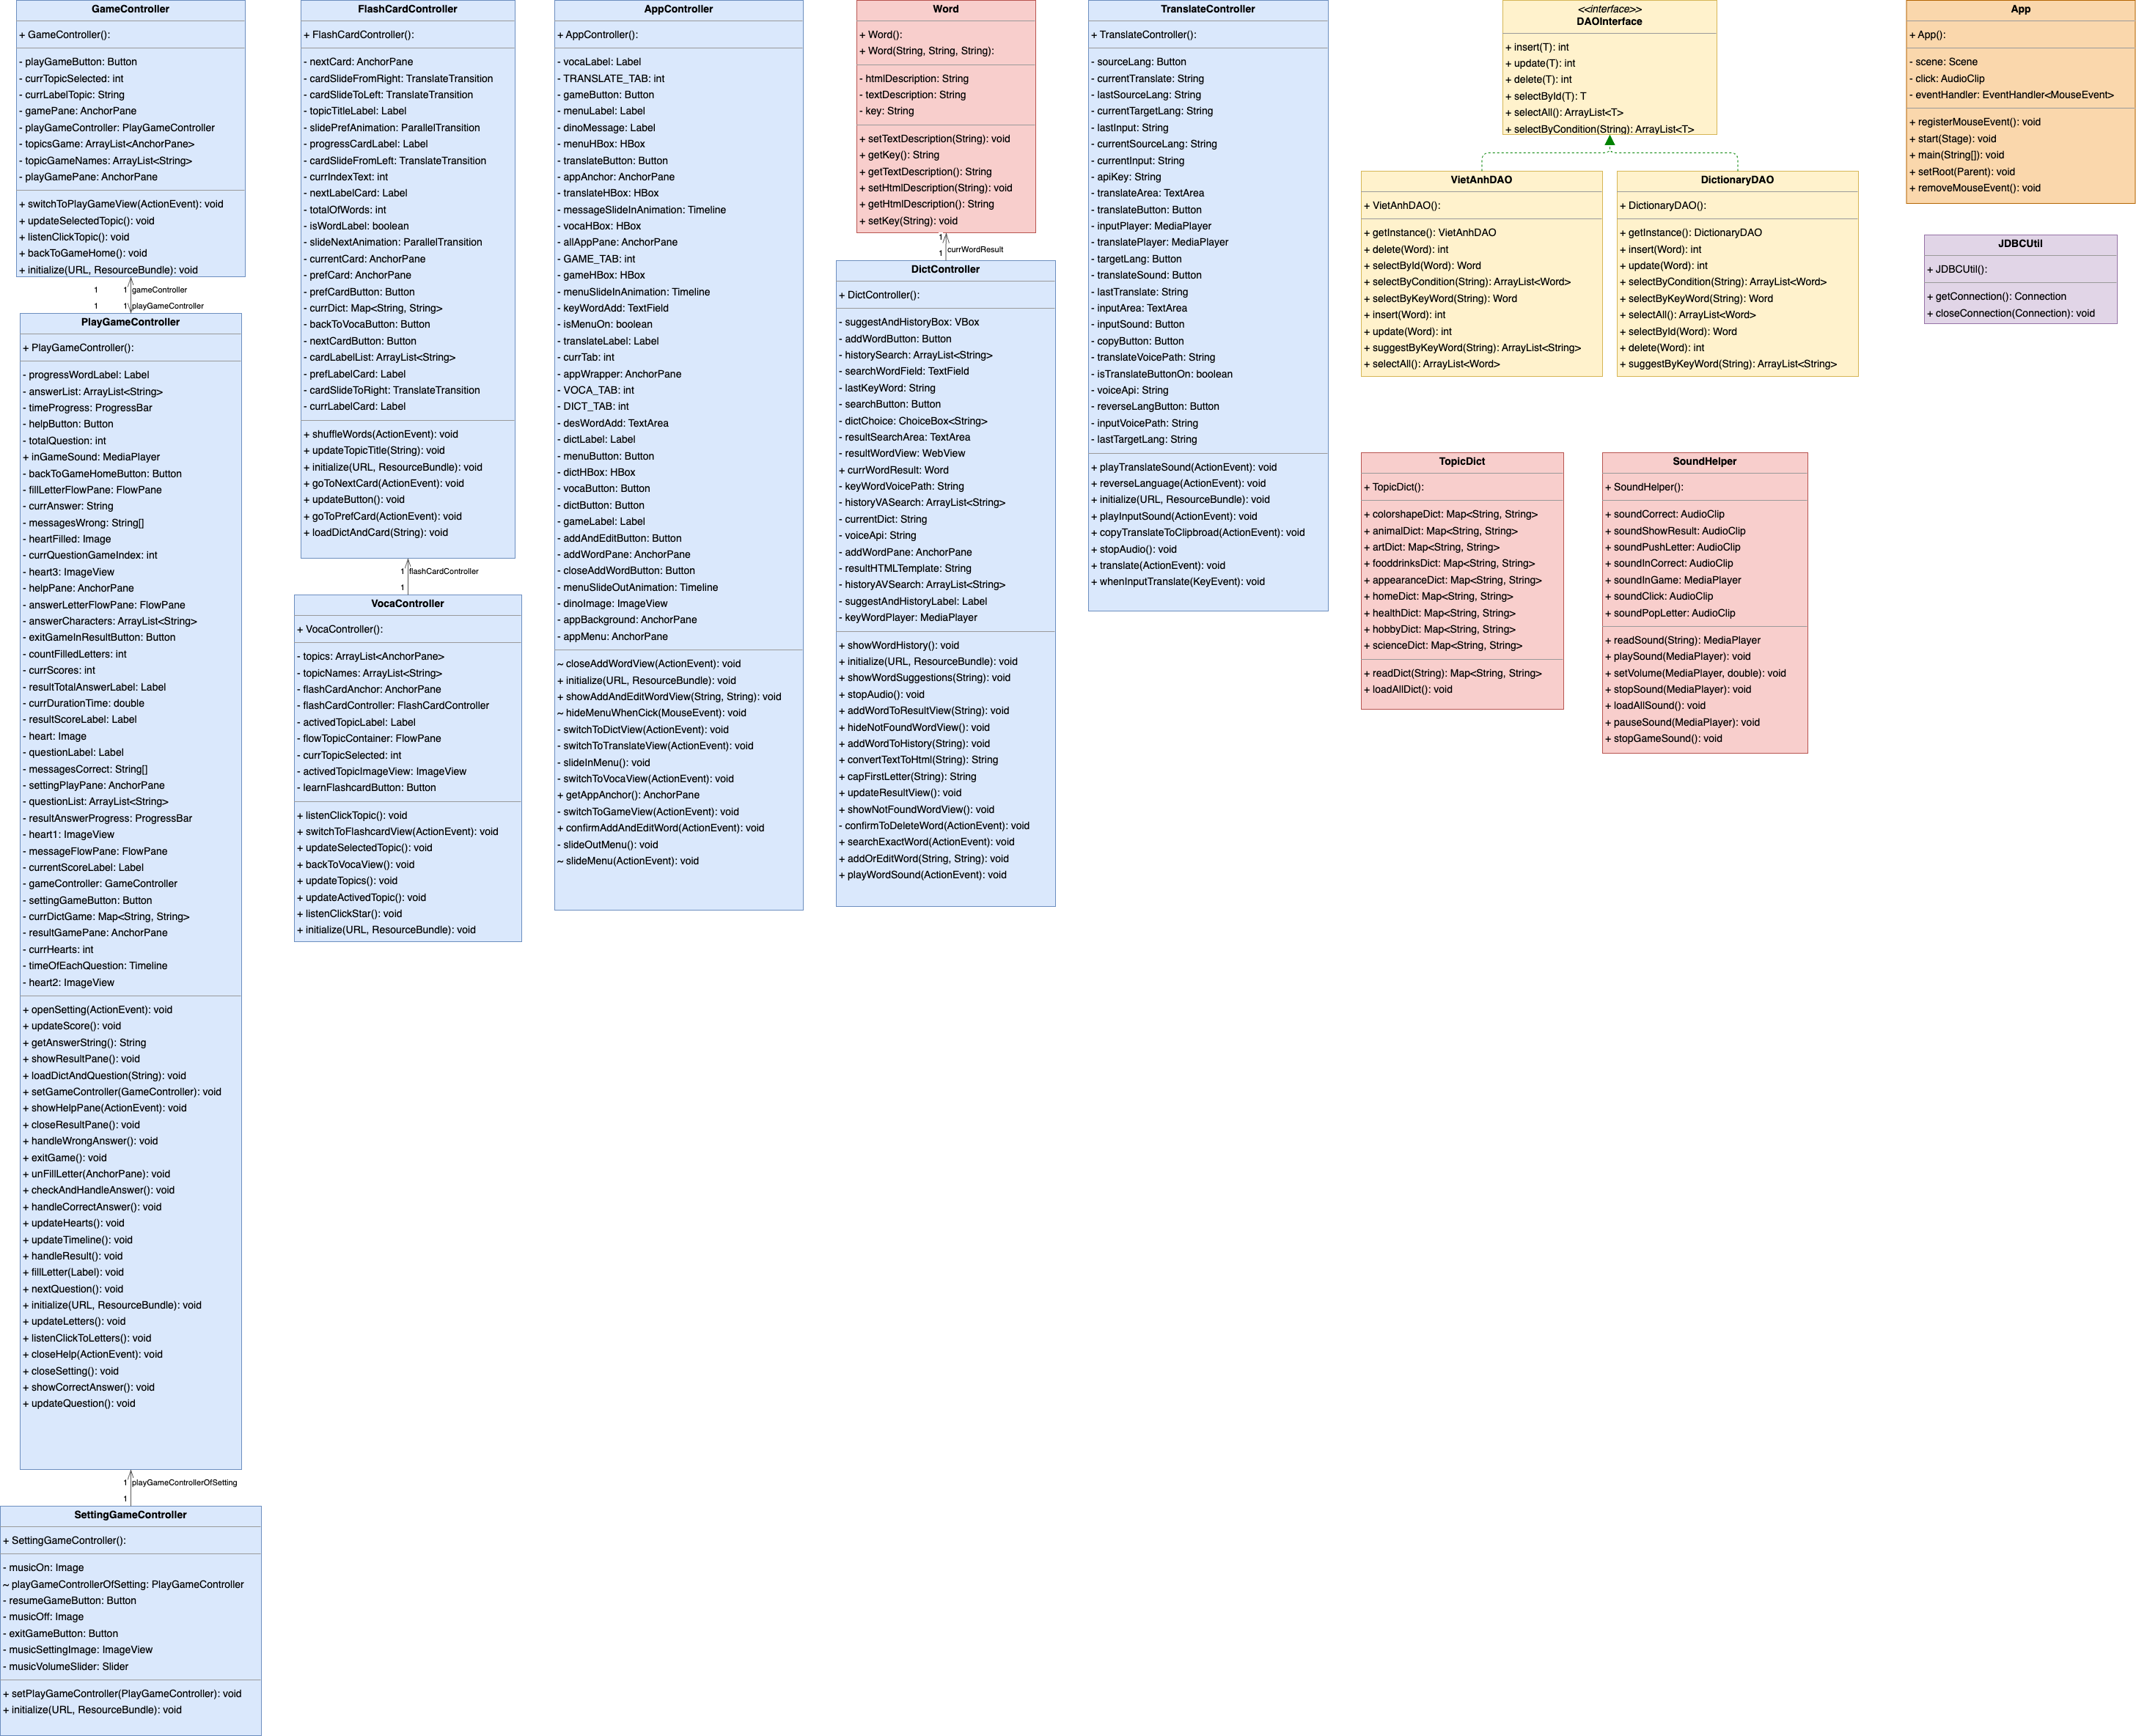 GameController
+ GameController():
- playGameButton: Button
- currTopicSelected: int
- currLabelTopic: String
- gamePane: AnchorPane
- playGameController: PlayGameController
- topicsGame: ArrayList<AnchorPane>
- topicGameNames: ArrayList<String>
- playGamePane: AnchorPane
+ switchToPlayGameView(ActionEvent): void
+ updateSelectedTopic(): void
+ listenClickTopic(): void
+ backToGameHome(): void
+ initialize(URL, ResourceBundle): void
1 1 gameController
1 1 playGameController
PlayGameController
+ PlayGameController():
- progressWordLabel: Label
- answerList: ArrayList<String>
- timeProgress: ProgressBar
- helpButton: Button
- totalQuestion: int
+ inGameSound: MediaPlayer
- backToGameHomeButton: Button
- fillLetterFlowPane: FlowPane
- currAnswer: String
- messagesWrong: String[]
- heartFilled: Image
- currQuestionGameIndex: int
- heart3: ImageView
- helpPane: AnchorPane
- answerLetterFlowPane: FlowPane
- answerCharacters: ArrayList<String>
- exitGameInResultButton: Button
- countFilledLetters: int
- currScores: int
- resultTotalAnswerLabel: Label
- currDurationTime: double
- resultScoreLabel: Label
- heart: Image
- questionLabel: Label
- messagesCorrect: String[]
- settingPlayPane: AnchorPane
- questionList: ArrayList<String>
- resultAnswerProgress: ProgressBar
- heart1: ImageView
- messageFlowPane: FlowPane
- currentScoreLabel: Label
- gameController: GameController
- settingGameButton: Button
- currDictGame: Map<String, String>
- resultGamePane: AnchorPane
- currHearts: int
- timeOfEachQuestion: Timeline
- heart2: ImageView
+ openSetting(ActionEvent): void
+ updateScore(): void
+ getAnswerString(): String
+ showResultPane(): void
+ loadDictAndQuestion(String): void
+ setGameController(GameController): void
+ showHelpPane(ActionEvent): void
+ closeResultPane(): void
+ handleWrongAnswer(): void
+ exitGame(): void
+ unFillLetter(AnchorPane): void
+ checkAndHandleAnswer(): void
+ handleCorrectAnswer(): void
+ updateHearts(): void
+ updateTimeline(): void
+ handleResult(): void
+ fillLetter(Label): void
+ nextQuestion(): void
+ initialize(URL, ResourceBundle): void
+ updateLetters(): void
+ listenClickToLetters(): void
+ closeHelp(ActionEvent): void
+ closeSetting(): void
+ showCorrectAnswer(): void
+ updateQuestion(): void
1 playGameControllerOfSetting
1
SettingGameController
+ SettingGameController():
- musicOn: Image
~ playGameControllerOfSetting: PlayGameController
- resumeGameButton: Button
- musicOff: Image
- exitGameButton: Button
- musicSettingImage: ImageView
- musicVolumeSlider: Slider
+ setPlayGameController(PlayGameController): void
+ initialize(URL, ResourceBundle): void
FlashCardController
+ FlashCardController():
- nextCard: AnchorPane
- cardSlideFromRight: TranslateTransition
- cardSlideToLeft: TranslateTransition
- topicTitleLabel: Label
- slidePrefAnimation: ParallelTransition
- progressCardLabel: Label
- cardSlideFromLeft: TranslateTransition
- currIndexText: int
- nextLabelCard: Label
- totalOfWords: int
- isWordLabel: boolean
- slideNextAnimation: ParallelTransition
- currentCard: AnchorPane
- prefCard: AnchorPane
- prefCardButton: Button
- currDict: Map<String, String>
- backToVocaButton: Button
- nextCardButton: Button
- cardLabelList: ArrayList<String>
- prefLabelCard: Label
- cardSlideToRight: TranslateTransition
- currLabelCard: Label
+ shuffleWords(ActionEvent): void
+ updateTopicTitle(String): void
+ initialize(URL, ResourceBundle): void
+ goToNextCard(ActionEvent): void
+ updateButton(): void
+ goToPrefCard(ActionEvent): void
+ loadDictAndCard(String): void
1 flashCardController
1
VocaController
+ VocaController():
- topics: ArrayList<AnchorPane>
- topicNames: ArrayList<String>
- flashCardAnchor: AnchorPane
- flashCardController: FlashCardController
- activedTopicLabel: Label
- flowTopicContainer: FlowPane
- currTopicSelected: int
- activedTopicImageView: ImageView
- learnFlashcardButton: Button
+ listenClickTopic(): void
+ switchToFlashcardView(ActionEvent): void
+ updateSelectedTopic(): void
+ backToVocaView(): void
+ updateTopics(): void
+ updateActivedTopic(): void
+ listenClickStar(): void
+ initialize(URL, ResourceBundle): void
AppController
+ AppController():
- vocaLabel: Label
- TRANSLATE_TAB: int
- gameButton: Button
- menuLabel: Label
- dinoMessage: Label
- menuHBox: HBox
- translateButton: Button
- appAnchor: AnchorPane
- translateHBox: HBox
- messageSlideInAnimation: Timeline
- vocaHBox: HBox
- allAppPane: AnchorPane
- GAME_TAB: int
- gameHBox: HBox
- menuSlideInAnimation: Timeline
- keyWordAdd: TextField
- isMenuOn: boolean
- translateLabel: Label
- currTab: int
- appWrapper: AnchorPane
- VOCA_TAB: int
- DICT_TAB: int
- desWordAdd: TextArea
- dictLabel: Label
- menuButton: Button
- dictHBox: HBox
- vocaButton: Button
- dictButton: Button
- gameLabel: Label
- addAndEditButton: Button
- addWordPane: AnchorPane
- closeAddWordButton: Button
- menuSlideOutAnimation: Timeline
- dinoImage: ImageView
- appBackground: AnchorPane
- appMenu: AnchorPane
~ closeAddWordView(ActionEvent): void
+ initialize(URL, ResourceBundle): void
+ showAddAndEditWordView(String, String): void
~ hideMenuWhenCick(MouseEvent): void
- switchToDictView(ActionEvent): void
- switchToTranslateView(ActionEvent): void
- slideInMenu(): void
- switchToVocaView(ActionEvent): void
+ getAppAnchor(): AnchorPane
- switchToGameView(ActionEvent): void
+ confirmAddAndEditWord(ActionEvent): void
- slideOutMenu(): void
~ slideMenu(ActionEvent): void
Word
+ Word():
+ Word(String, String, String):
- htmlDescription: String
- textDescription: String
- key: String
+ setTextDescription(String): void
+ getKey(): String
+ getTextDescription(): String
+ setHtmlDescription(String): void
+ getHtmlDescription(): String
+ setKey(String): void
1
1 currWordResult
DictController
+ DictController():
- suggestAndHistoryBox: VBox
- addWordButton: Button
- historySearch: ArrayList<String>
- searchWordField: TextField
- lastKeyWord: String
- searchButton: Button
- dictChoice: ChoiceBox<String>
- resultSearchArea: TextArea
- resultWordView: WebView
+ currWordResult: Word
- keyWordVoicePath: String
- historyVASearch: ArrayList<String>
- currentDict: String
- voiceApi: String
- addWordPane: AnchorPane
- resultHTMLTemplate: String
- historyAVSearch: ArrayList<String>
- suggestAndHistoryLabel: Label
- keyWordPlayer: MediaPlayer
+ showWordHistory(): void
+ initialize(URL, ResourceBundle): void
+ showWordSuggestions(String): void
+ stopAudio(): void
+ addWordToResultView(String): void
+ hideNotFoundWordView(): void
+ addWordToHistory(String): void
+ convertTextToHtml(String): String
+ capFirstLetter(String): String
+ updateResultView(): void
+ showNotFoundWordView(): void
- confirmToDeleteWord(ActionEvent): void
+ searchExactWord(ActionEvent): void
+ addOrEditWord(String, String): void
+ playWordSound(ActionEvent): void
TranslateController
+ TranslateController():
- sourceLang: Button
- currentTranslate: String
- lastSourceLang: String
- currentTargetLang: String
- lastInput: String
- currentSourceLang: String
- currentInput: String
- apiKey: String
- translateArea: TextArea
- translateButton: Button
- inputPlayer: MediaPlayer
- translatePlayer: MediaPlayer
- targetLang: Button
- translateSound: Button
- lastTranslate: String
- inputArea: TextArea
- inputSound: Button
- copyButton: Button
- translateVoicePath: String
- isTranslateButtonOn: boolean
- voiceApi: String
- reverseLangButton: Button
- inputVoicePath: String
- lastTargetLang: String
+ playTranslateSound(ActionEvent): void
+ reverseLanguage(ActionEvent): void
+ initialize(URL, ResourceBundle): void
+ playInputSound(ActionEvent): void
+ copyTranslateToClipbroad(ActionEvent): void
+ stopAudio(): void
+ translate(ActionEvent): void
+ whenInputTranslate(KeyEvent): void
<<interface>>
DAOInterface
+ insert(T): int
+ update(T): int
+ delete(T): int
+ selectById(T): T
+ selectAll(): ArrayList<T>
+ selectByCondition(String): ArrayList<T>
VietAnhDAO
+ VietAnhDAO():
+ getInstance(): VietAnhDAO
+ delete(Word): int
+ selectById(Word): Word
+ selectByCondition(String): ArrayList<Word>
+ selectByKeyWord(String): Word
+ insert(Word): int
+ update(Word): int
+ suggestByKeyWord(String): ArrayList<String>
+ selectAll(): ArrayList<Word>
DictionaryDAO
+ DictionaryDAO():
+ getInstance(): DictionaryDAO
+ insert(Word): int
+ update(Word): int
+ selectByCondition(String): ArrayList<Word>
+ selectByKeyWord(String): Word
+ selectAll(): ArrayList<Word>
+ selectById(Word): Word
+ delete(Word): int
+ suggestByKeyWord(String): ArrayList<String>
TopicDict
+ TopicDict():
+ colorshapeDict: Map<String, String>
+ animalDict: Map<String, String>
+ artDict: Map<String, String>
+ fooddrinksDict: Map<String, String>
+ appearanceDict: Map<String, String>
+ homeDict: Map<String, String>
+ healthDict: Map<String, String>
+ hobbyDict: Map<String, String>
+ scienceDict: Map<String, String>
+ readDict(String): Map<String, String>
+ loadAllDict(): void
SoundHelper
+ SoundHelper():
+ soundCorrect: AudioClip
+ soundShowResult: AudioClip
+ soundPushLetter: AudioClip
+ soundInCorrect: AudioClip
+ soundInGame: MediaPlayer
+ soundClick: AudioClip
+ soundPopLetter: AudioClip
+ readSound(String): MediaPlayer
+ playSound(MediaPlayer): void
+ setVolume(MediaPlayer, double): void
+ stopSound(MediaPlayer): void
+ loadAllSound(): void
+ pauseSound(MediaPlayer): void
+ stopGameSound(): void
App
+ App():
- scene: Scene
- click: AudioClip
- eventHandler: EventHandler<MouseEvent>
+ registerMouseEvent(): void
+ start(Stage): void
+ main(String[]): void
+ setRoot(Parent): void
+ removeMouseEvent(): void
JDBCUtil
+ JDBCUtil():
+ getConnection(): Connection
+ closeConnection(Connection): void